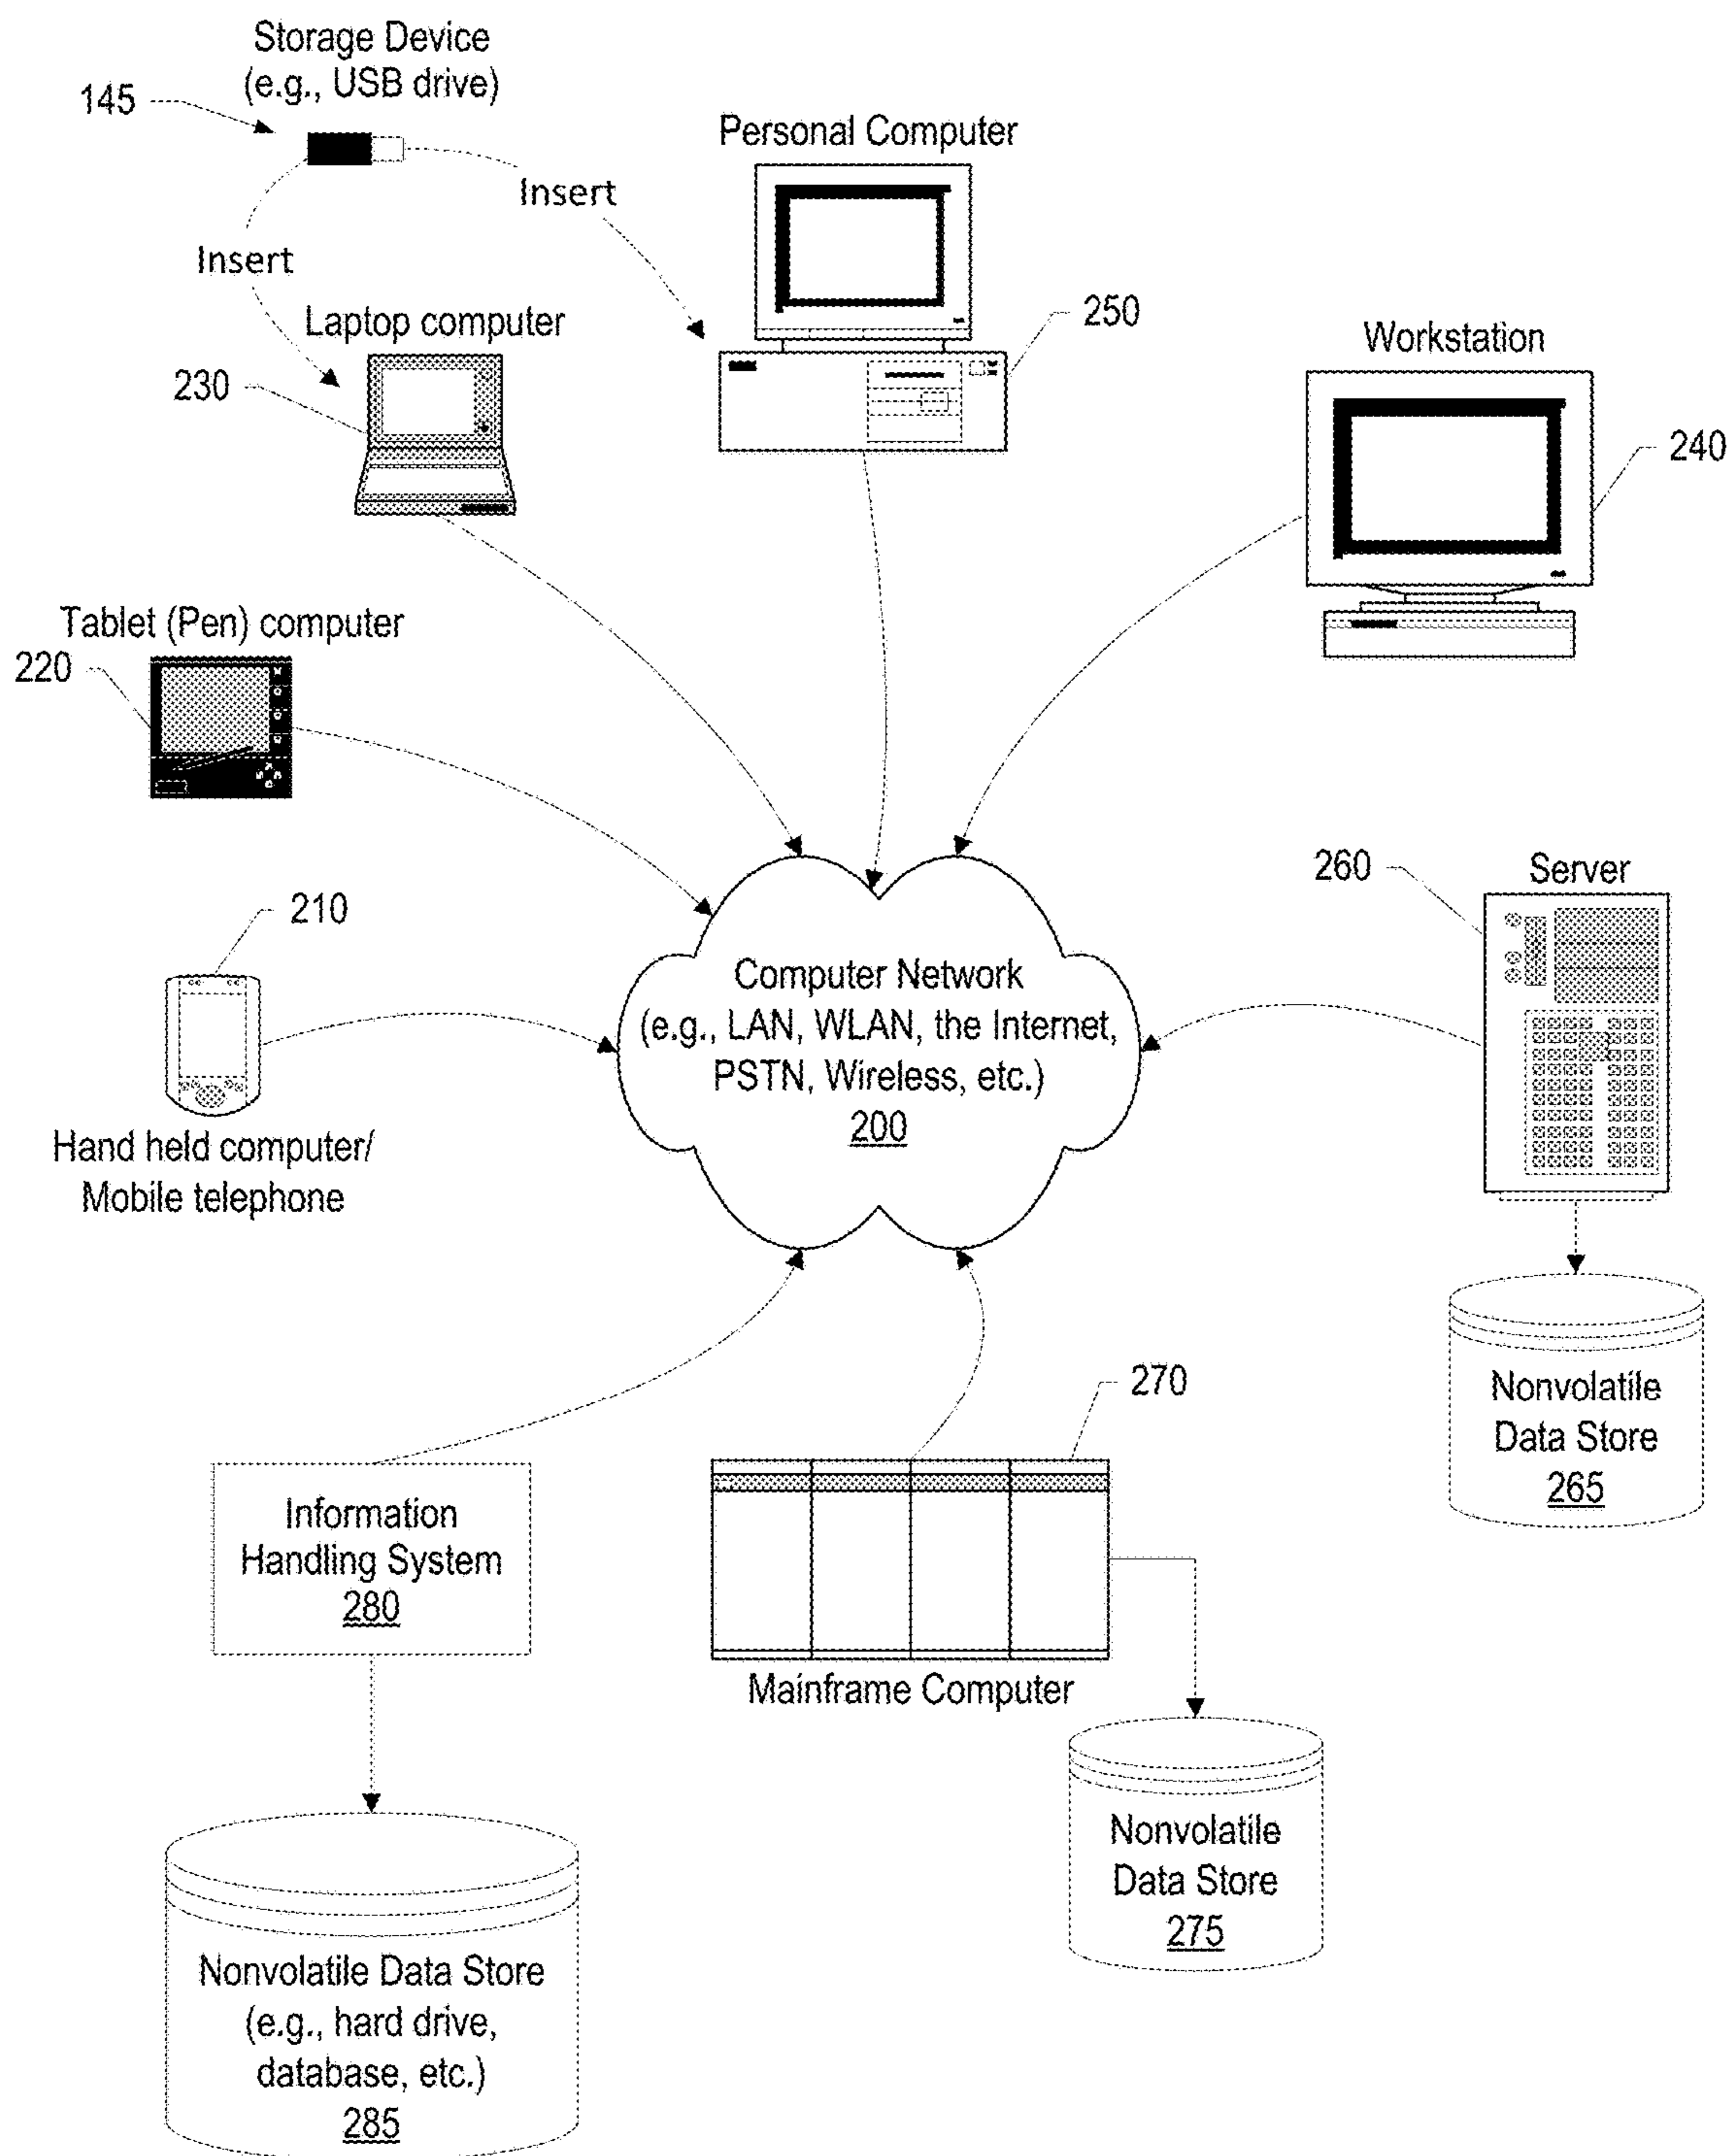 Storage Device
(e.g., USB drive)
145
Insert
Insert
Personal Computer
250
Laptop computer
230
Workstation
240
Tablet (Pen) computer
220
210
Hand held computer/
Mobile telephone
Computer Network
(e.g., LAN, WLAN, the Internet,
PSTN, Wireless, etc.)
200
260
Server
Nonvolatile
Data Store
265
270
Mainframe Computer
Information
Handling System
280
Nonvolatile
Data Store
275
Nonvolatile Data Store
(e.g., hard drive,
database, etc.)
285